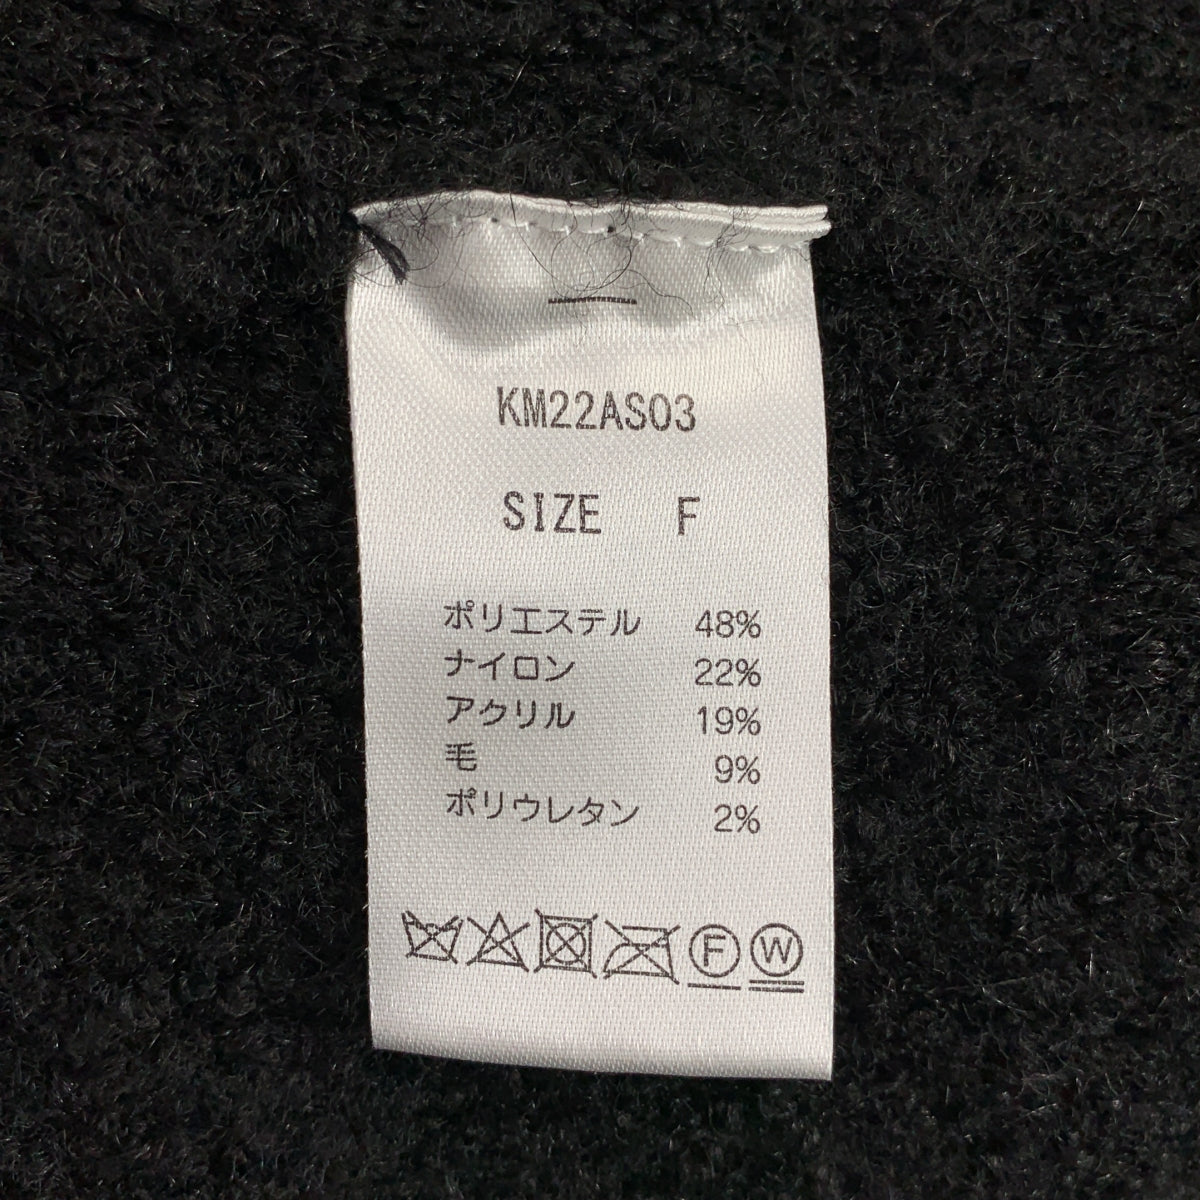 KM22AS03
SIZE F
ポリエステル 48%
ナイロン 22%
アクリル 19%
毛 9%
ポリウレタン 2%
F W